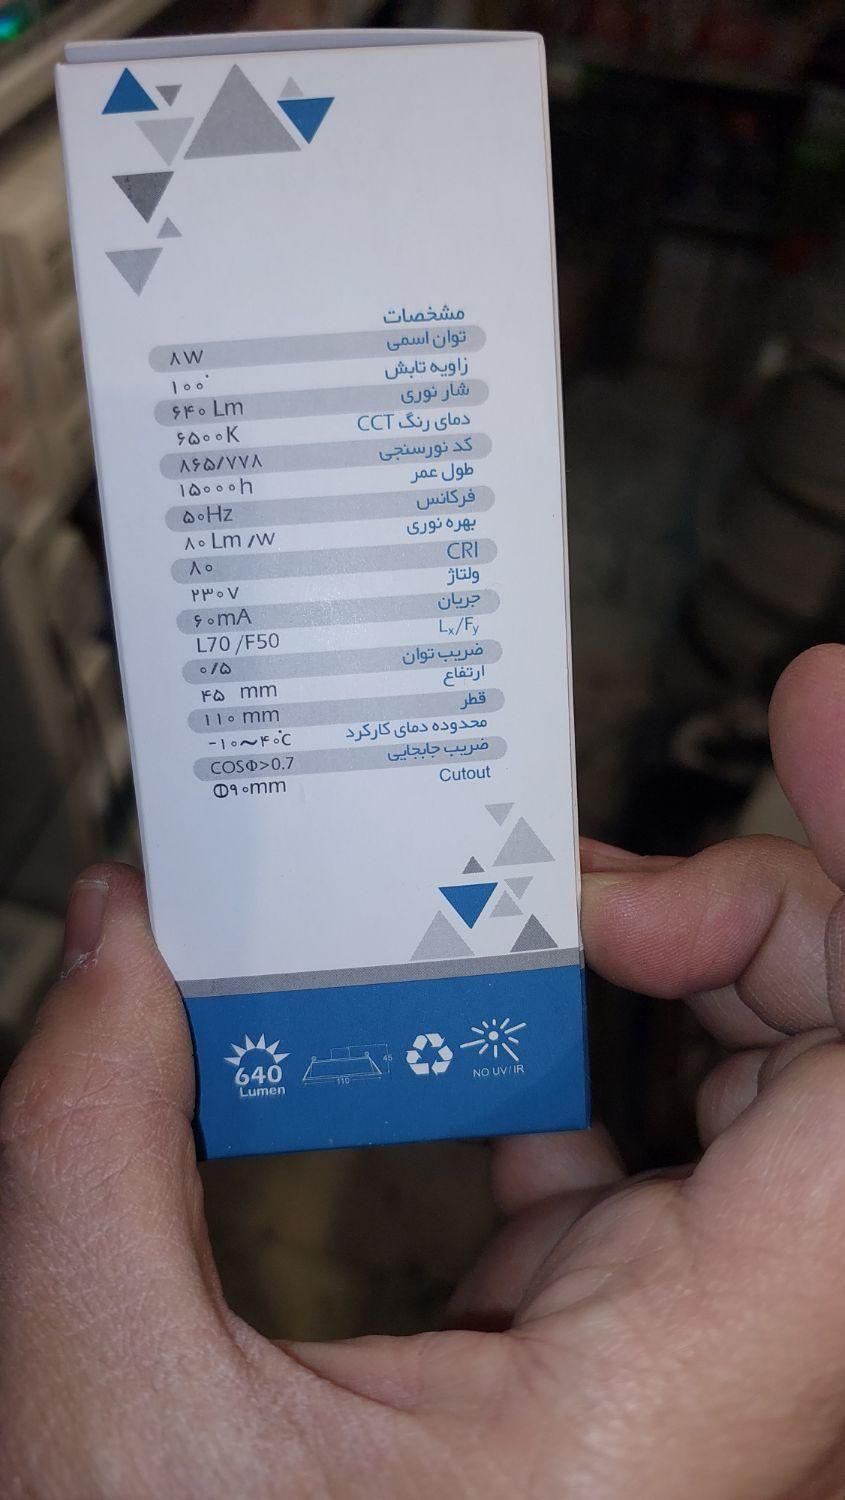 مشخصات
توان اسمی ۸W
زاویه تابش ۱۰۰°
شار نوری ۶۴۰ Lm
دمای رنگ CCT ۶۵۰۰K
کد نورسنجی ۸۶۵/۷۷۸
طول عمر ۱۵۰۰۰h
فرکانس ۵۰Hz
بهره نوری ۸۰ Lm/W
CRI ۸۰
ولتاژ ۲۳۰V
جریان ۶۰mA
Lx/Fy L70/F50
ضریب توان ۰/۵
ارتفاع ۴۵ mm
قطر ۱۱۰ mm
محدوده دمای کارکرد -۱۰~۴۰°C
ضریب جابجایی COSΦ>0.7
Cutout Φ۹۰mm
640
Lumen
45
110
NO UV/IR